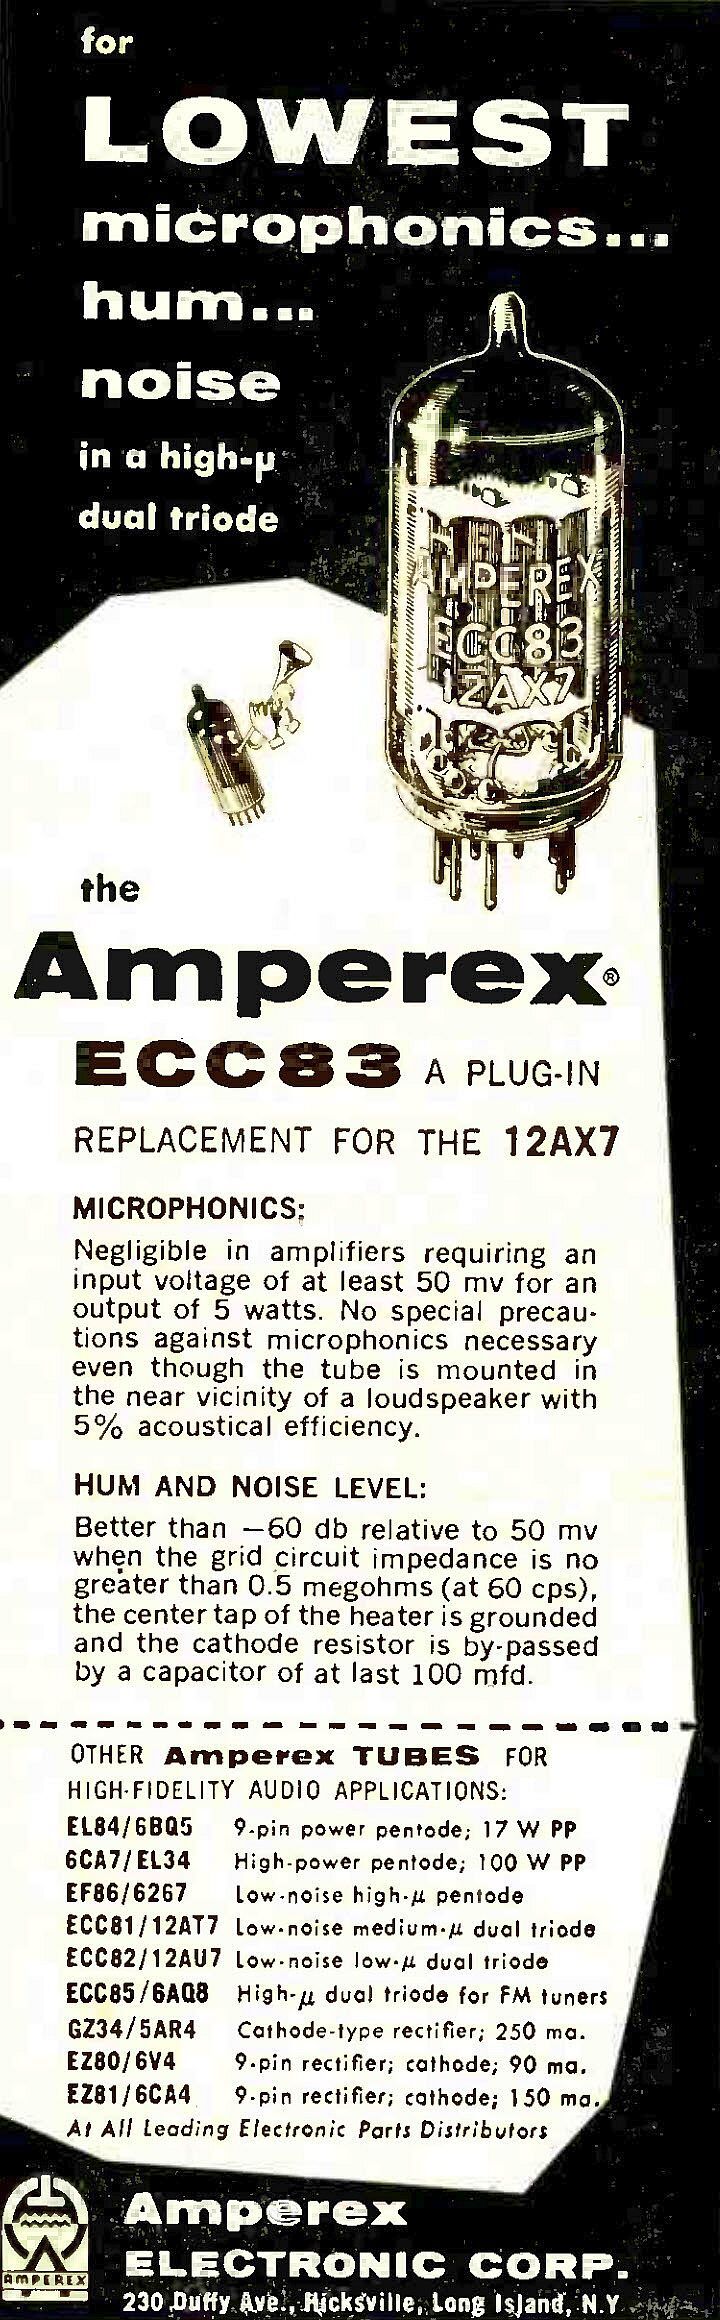 for
LOWEST
microphonics...
hum...
noise
in a high-μ
dual triode
AMPEREX
ECC83
12AX7
the
Amperex®
ECC83 A PLUG-IN
REPLACEMENT FOR THE 12AX7
MICROPHONICS:
Negligible in amplifiers requiring an
input voltage of at least 50 mv for an
output of 5 watts. No special precau-
tions against microphonics necessary
even though the tube is mounted in
the near vicinity of a loudspeaker with
5% acoustical efficiency.
HUM AND NOISE LEVEL:
Better than —60 db relative to 50 mv
when the grid circuit impedance is no
greater than 0.5 megohms (at 60 cps),
the center tap of the heater is grounded
and the cathode resistor is by-passed
by a capacitor of at last 100 mfd.
OTHER Amperex TUBES FOR
HIGH-FIDELITY AUDIO APPLICATIONS:
EL84/6BQ5 9-pin power pentode; 17 W PP
6CA7/EL34 High-power pentode; 100 W PP
EF86/6267 Low-noise high-μ pentode
ECC81/12AT7 Low-noise medium-μ dual triode
ECC82/12AU7 Low-noise low-μ dual triode
ECC85/6AQ8 High-μ dual triode for FM tuners
GZ34/5AR4 Cathode-type rectifier; 250 ma.
EZ80/6V4 9-pin rectifier; cathode; 90 ma.
EZ81/6CA4 9-pin rectifier; cathode; 150 ma.
At All Leading Electronic Parts Distributors
AMPEREX
Amperex
ELECTRONIC CORP.
230 Duffy Ave., Hicksville, Long Island, N.Y.